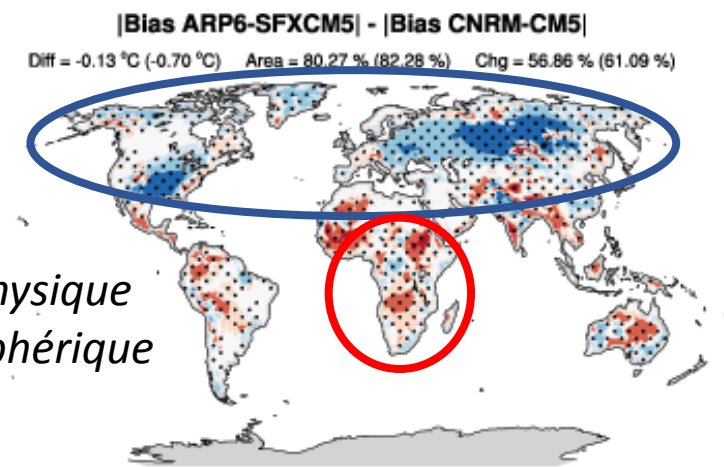 |Bias ARP6-SFXCM5| - |Bias CNRM-CM5|
Diff = -0.13 °C (-0.70 °C) Area = 80.27 % (82.28 %) Chg = 56.86 % (61.09 %)
hysique
phérique